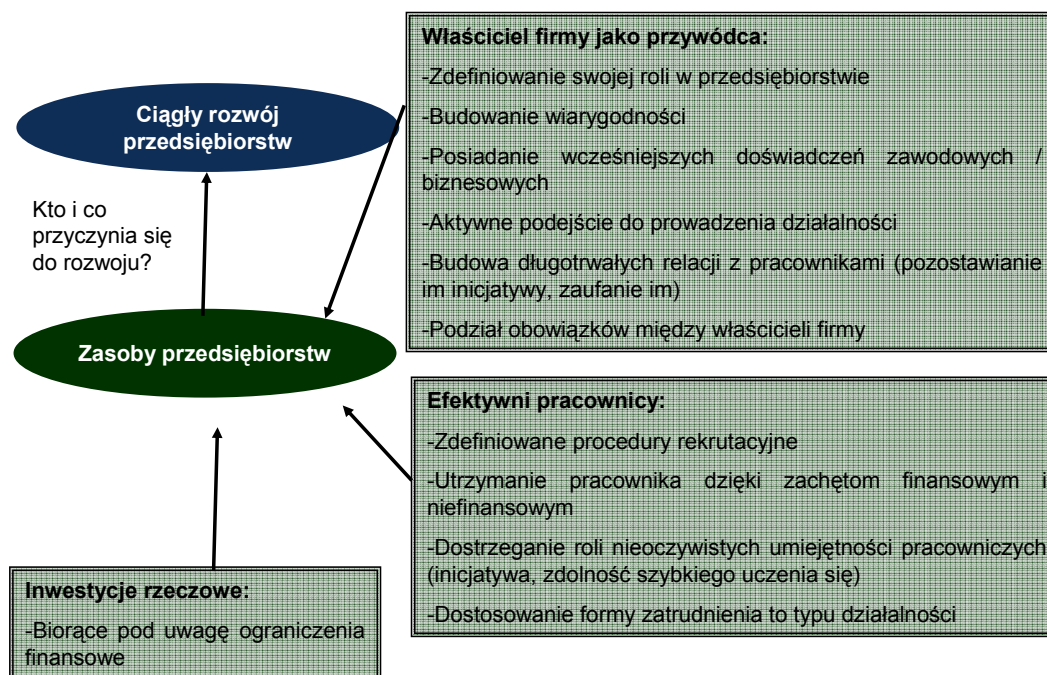 Ciągły rozwój
przedsiębiorstw
Kto i co
przyczynia się
do rozwoju?
Zasoby przedsiębiorstw
Właściciel firmy jako przywódca:
-Zdefiniowanie swojej roli w przedsiębiorstwie
-Budowanie wiarygodności
-Posiadanie wcześniejszych doświadczeń zawodowych /
biznesowych
-Aktywne podejście do prowadzenia działalności
-Budowa długotrwałych relacji z pracownikami (pozostawianie
im inicjatywy, zaufanie im)
-Podział obowiązków między właścicieli firmy
Efektywni pracownicy:
-Zdefiniowane procedury rekrutacyjne
-Utrzymanie pracownika dzięki zachętom finansowym i
niefinansowym
-Dostrzeganie roli nieoczywistych umiejętności pracowniczych
(inicjatywa, zdolność szybkiego uczenia się)
-Dostosowanie formy zatrudnienia to typu działalności
Inwestycje rzeczowe:
-Biorące pod uwagę ograniczenia
finansowe